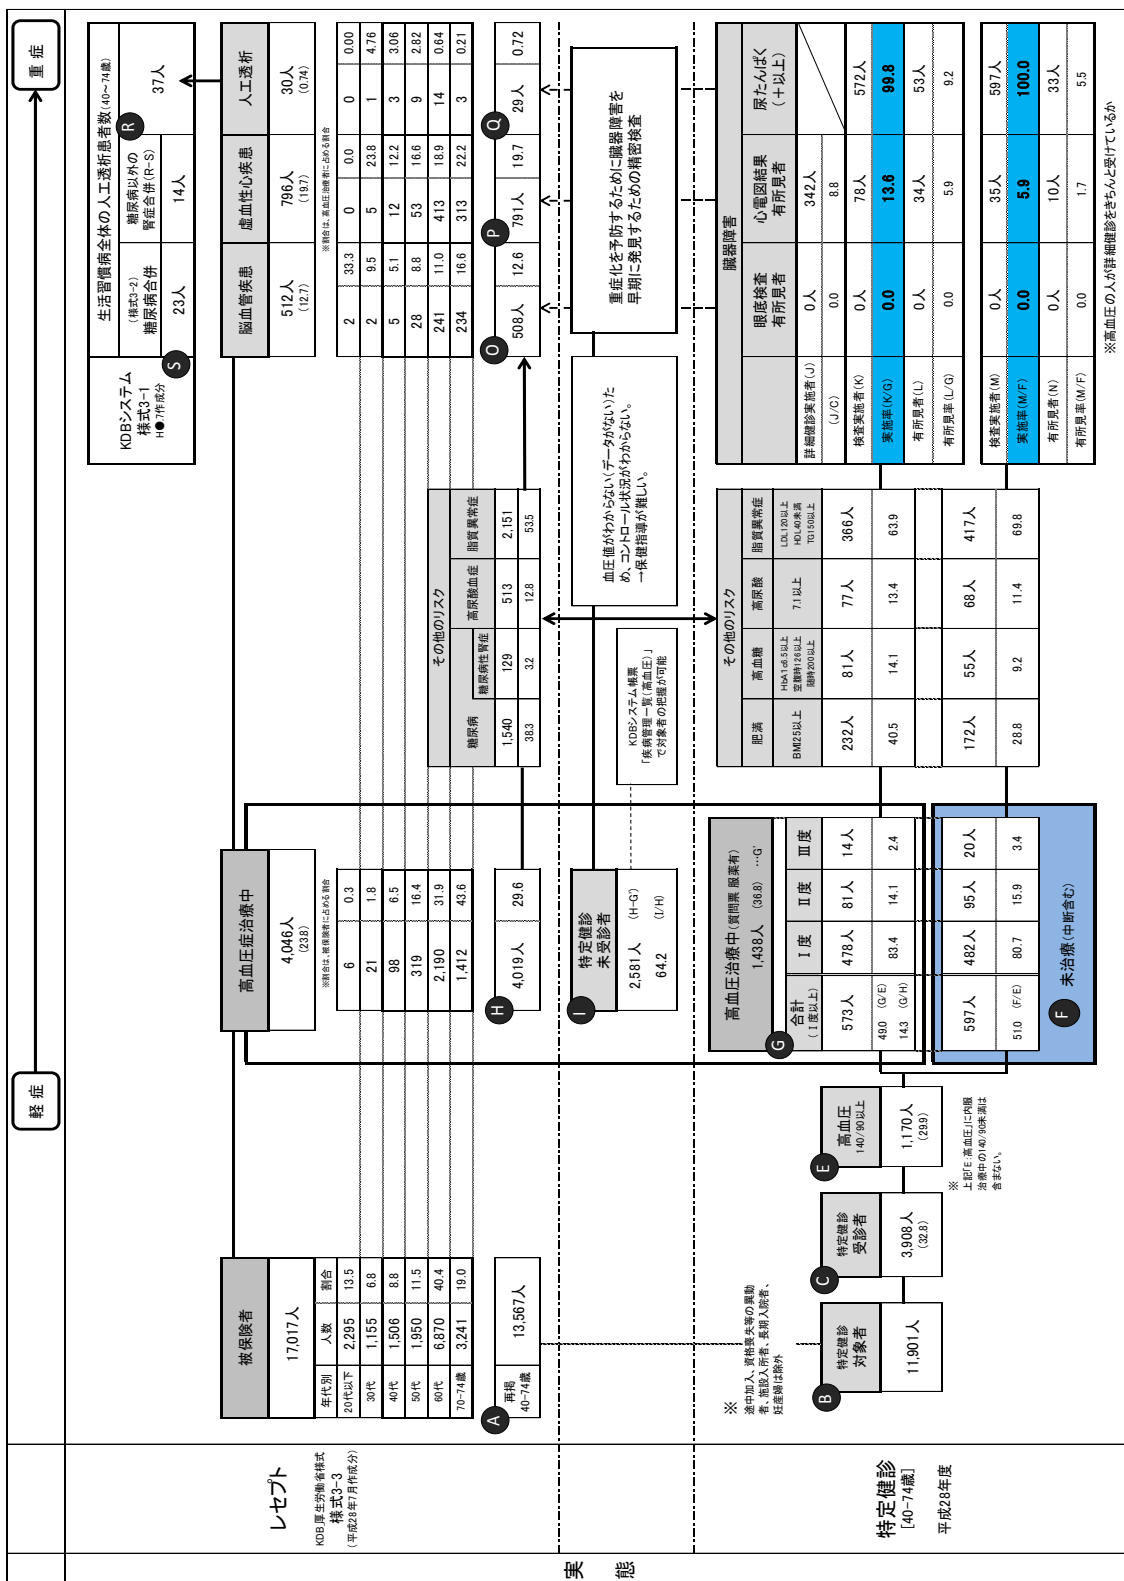 軽症
重症
実態
レセプト
KDB_厚生労働省様式
様式3-3
(平成28年7月作成分)
KDBシステム
様式3-1
H●.7作成分
生活習慣病全体の人工透析患者数(40~74歳)
(様式3-2)
糖尿病合併
糖尿病以外の
腎症合併(R-S)
R
S
23人
14人
37人
被保険者
17,017人
年代別 人数 割合
20代以下 2,295 13.5
30代 1,155 6.8
40代 1,506 8.8
50代 1,950 11.5
60代 6,870 40.4
70-74歳 3,241 19.0
A
再掲
40-74歳
13,567人
高血圧症治療中
4,046人
(23.8)
※割合は、被保険者に占める割合
6 0.3
21 1.8
98 6.5
319 16.4
2,190 31.9
1,412 43.6
H
4,019人 29.6
その他のリスク
糖尿病 糖尿病性腎症 高尿酸血症 脂質異常症
1,540 129 513 2,151
38.3 3.2 12.8 53.5
脳血管疾患 虚血性心疾患 人工透析
512人 796人 30人
(12.7) (19.7) (0.74)
※割合は、高血圧治療者に占める割合
2 33.3 0 0.0 0 0.00
2 9.5 5 23.8 1 4.76
5 5.1 12 12.2 3 3.06
28 8.8 53 16.6 9 2.82
241 11.0 413 18.9 14 0.64
234 16.6 313 22.2 3 0.21
O
P
Q
508人 12.6 791人 19.7 29人 0.72
I
特定健診
未受診者
2,581人 (H-G')
64.2 (I/H)
KDBシステム帳票
「疾病管理一覧(高血圧)」
で対象者の把握が可能
血圧値がわからない(データがない)た
め、コントロール状況がわからない。
→保健指導が難しい。
重症化を予防するために臓器障害を
早期に発見するための精密検査
特定健診
[40-74歳]
平成28年度
※
途中加入、資格喪失等の異動
者、施設入所者、長期入院者、
妊産婦は除外
B
特定健診
対象者
11,901人
C
特定健診
受診者
3,908人
(32.8)
E
高血圧
140/90以上
1,170人
(29.9)
※
上記「E:高血圧」に内服
治療中の140/90未満は
含まない。
高血圧治療中(質問票 服薬有)
1,438人 (36.8) …G'
G
合計
(Ⅰ度以上)
Ⅰ度 Ⅱ度 Ⅲ度
573人 478人 81人 14人
49.0 (G/E)
14.3 (G/H)
83.4 14.1 2.4
597人 482人 95人 20人
51.0 (F/E) 80.7 15.9 3.4
F
未治療(中断含む)
その他のリスク
肥満 高血糖 高尿酸 脂質異常症
BMI25以上
HbA1c6.5以上
空腹時126以上
随時200以上
7.1以上
LDL120以上
HDL40未満
TG150以上
232人 81人 77人 366人
40.5 14.1 13.4 63.9
172人 55人 68人 417人
28.8 9.2 11.4 69.8
臓器障害
眼底検査
有所見者
心電図結果
有所見者
尿たんぱく
(+以上)
詳細健診実施者(J) 0人 342人
(J/C) 0.0 8.8
検査実施者(K) 0人 78人 572人
実施率(K/G) 0.0 13.6 99.8
有所見者(L) 0人 34人 53人
有所見率(L/G) 0.0 5.9 9.2
検査実施者(M) 0人 35人 597人
実施率(M/F) 0.0 5.9 100.0
有所見者(N) 0人 10人 33人
有所見率(M/F) 0.0 1.7 5.5
※高血圧の人が詳細健診をきちんと受けているか